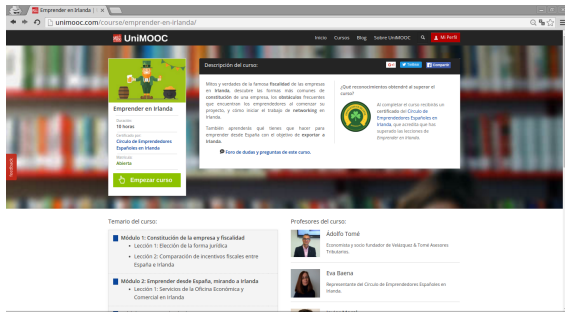 Emprender en Irlanda |
unimooc.com/course/emprender-en-irlanda/
UniMOOC
Inicio Cursos Blog Sobre UniMOOC Mi Perfil
Emprender en Irlanda
Duración:
10 horas
Certificado por:
Círculo de Emprendedores
Españoles en Irlanda
Matrícula:
Abierta
Empezar curso
Descripción del curso:
Twittear Compartir
Mitos y verdades de la famosa fiscalidad de las empresas
en Irlanda, descubre las formas más comunes de
constitución de una empresa, los obstáculos frecuentes
que encuentran los emprendedores al comenzar su
proyecto, y cómo iniciar el trabajo de networking en
Irlanda.
También aprenderás qué tienes que hacer para
emprender desde España con el objetivo de exportar a
Irlanda.
Foro de dudas y preguntas de este curso.
¿Qué reconocimientos obtendré al superar el
curso?
Al completar el curso recibirás un
certificado del Círculo de
Emprendedores Españoles en
Irlanda, que acredita que has
superado las lecciones de
Emprender en Irlanda.
feedback
Temario del curso:
Módulo 1: Constitución de la empresa y fiscalidad
Lección 1: Elección de la forma jurídica
Lección 2: Comparación de incentivos fiscales entre
España e Irlanda
Módulo 2: Emprender desde España, mirando a Irlanda
Lección 1: Servicios de la Oficina Económica y
Comercial en Irlanda
Profesores del curso:
Adolfo Tomé
Economista y socio fundador de Velázquez & Tomé Asesores
Tributarios.
Eva Baena
Representante del Círculo de Emprendedores Españoles en
Irlanda.